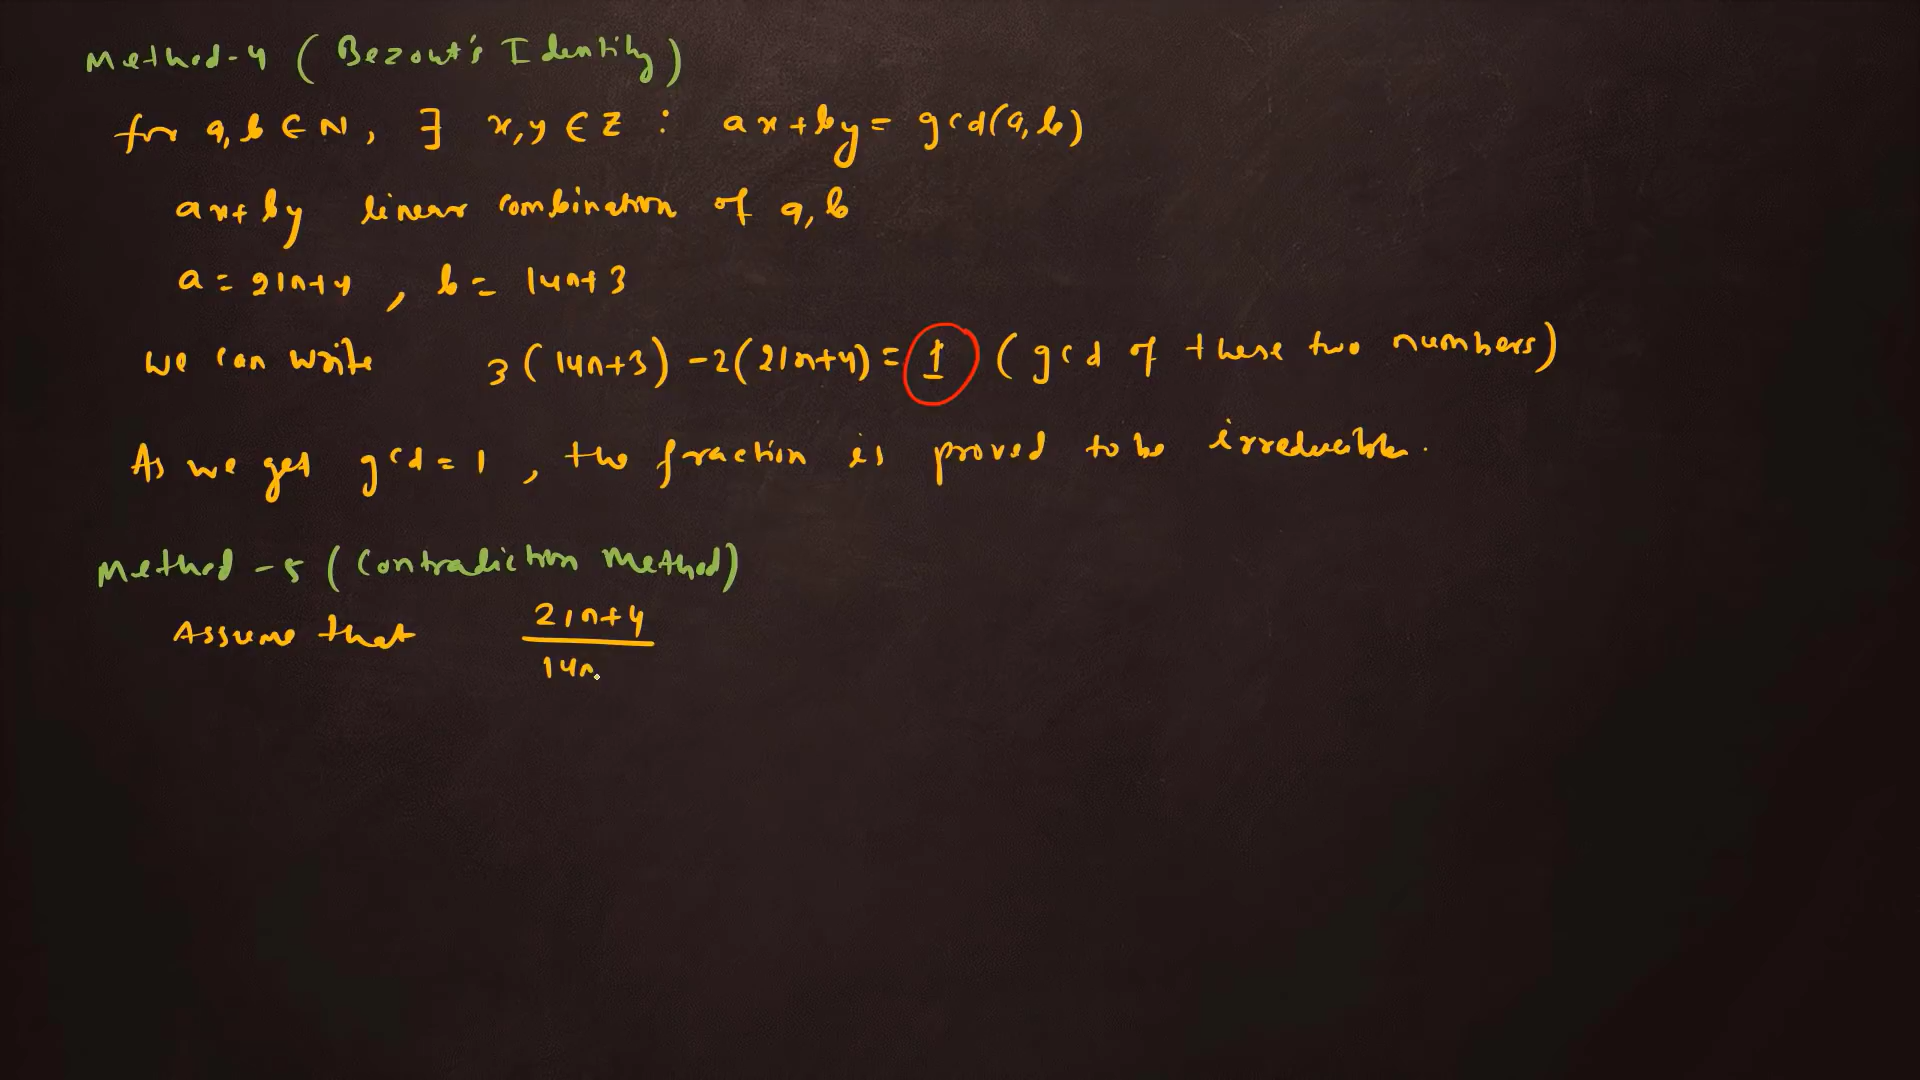 Method-4 (Bezout's Identity)
for a, b ∈ N, ∃ x, y ∈ Z : ax+by = gcd(a, b)
ax+by linear combination of a, b
a = 21n+4, b = 14n+3
We can write 3(14n+3) -2(21n+4) = 1 (gcd of these two numbers)
As we get gcd = 1, the fraction is proved to be irreducible.
Method -5 (Contradiction Method)
Assume that 21n+4
14n